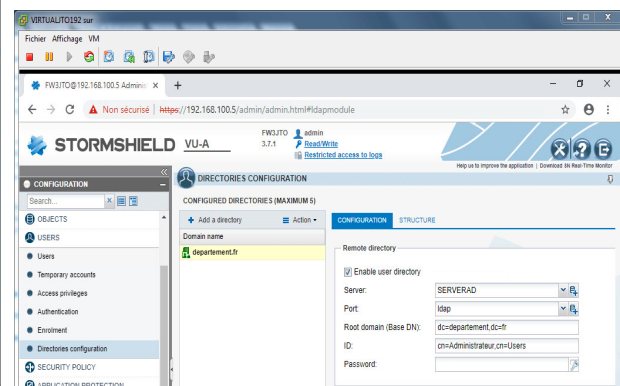 VIRTUALITO192 sur
Fichier Affichage VM
FW3JTO@192.168.100.5 Adminis
Non sécurisé | https://192.168.100.5/admin/admin.html#ldapmodule
STORMSHIELD VU-A
FW3JTO admin
3.7.1 Read/Write
Restricted access to logs
Help us to improve the application | Download SN Real-Time Monitor
CONFIGURATION
Search...
OBJECTS
USERS
Users
Temporary accounts
Access privileges
Authentication
Enrolment
Directories configuration
SECURITY POLICY
APPLICATION PROTECTION
DIRECTORIES CONFIGURATION
CONFIGURED DIRECTORIES (MAXIMUM 5)
+ Add a directory Action
Domain name
departement.fr
CONFIGURATION STRUCTURE
Remote directory
Enable user directory
Server: SERVERAD
Port: ldap
Root domain (Base DN): dc=departement,dc=fr
ID: cn=Administrateur,cn=Users
Password: